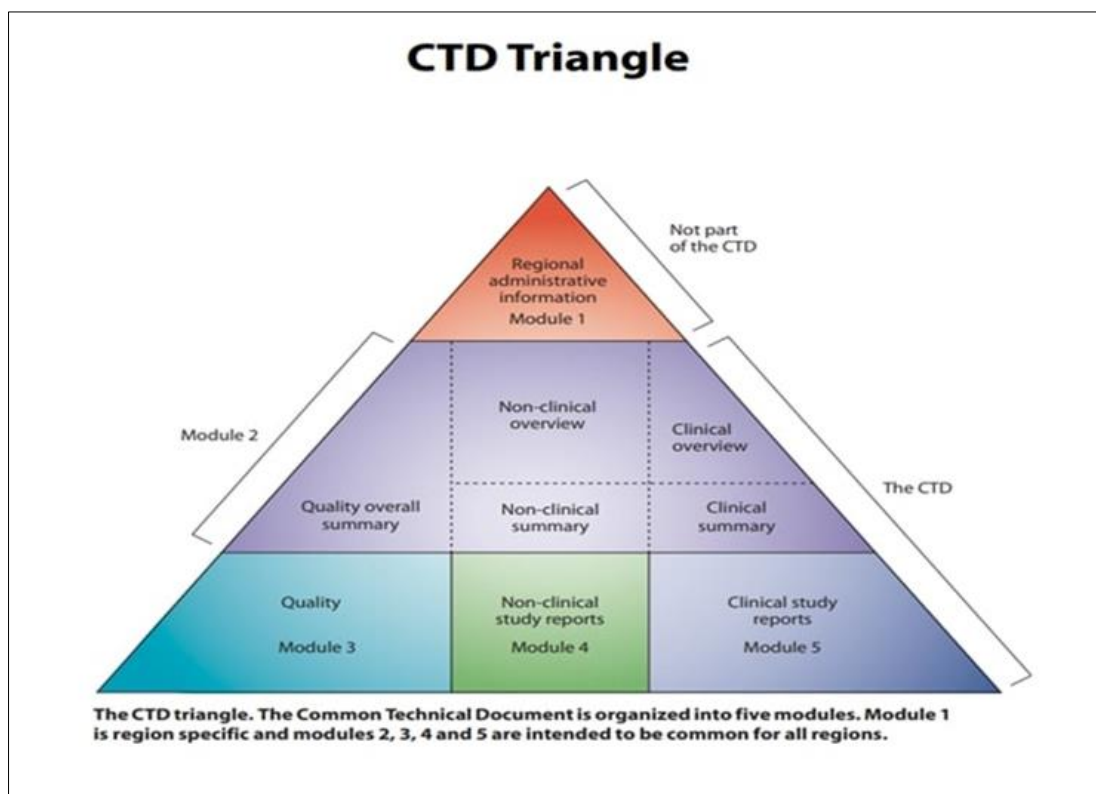 CTD Triangle
Not part
of the CTD
Regional
administrative
information
Module 1
Module 2
Non-clinical
overview
Clinical
overview
The CTD
Quality overall
summary
Non-clinical
summary
Clinical
summary
Quality
Module 3
Non-clinical
study reports
Module 4
Clinical study
reports
Module 5
The CTD triangle. The Common Technical Document is organized into five modules. Module 1
is region specific and modules 2, 3, 4 and 5 are intended to be common for all regions.